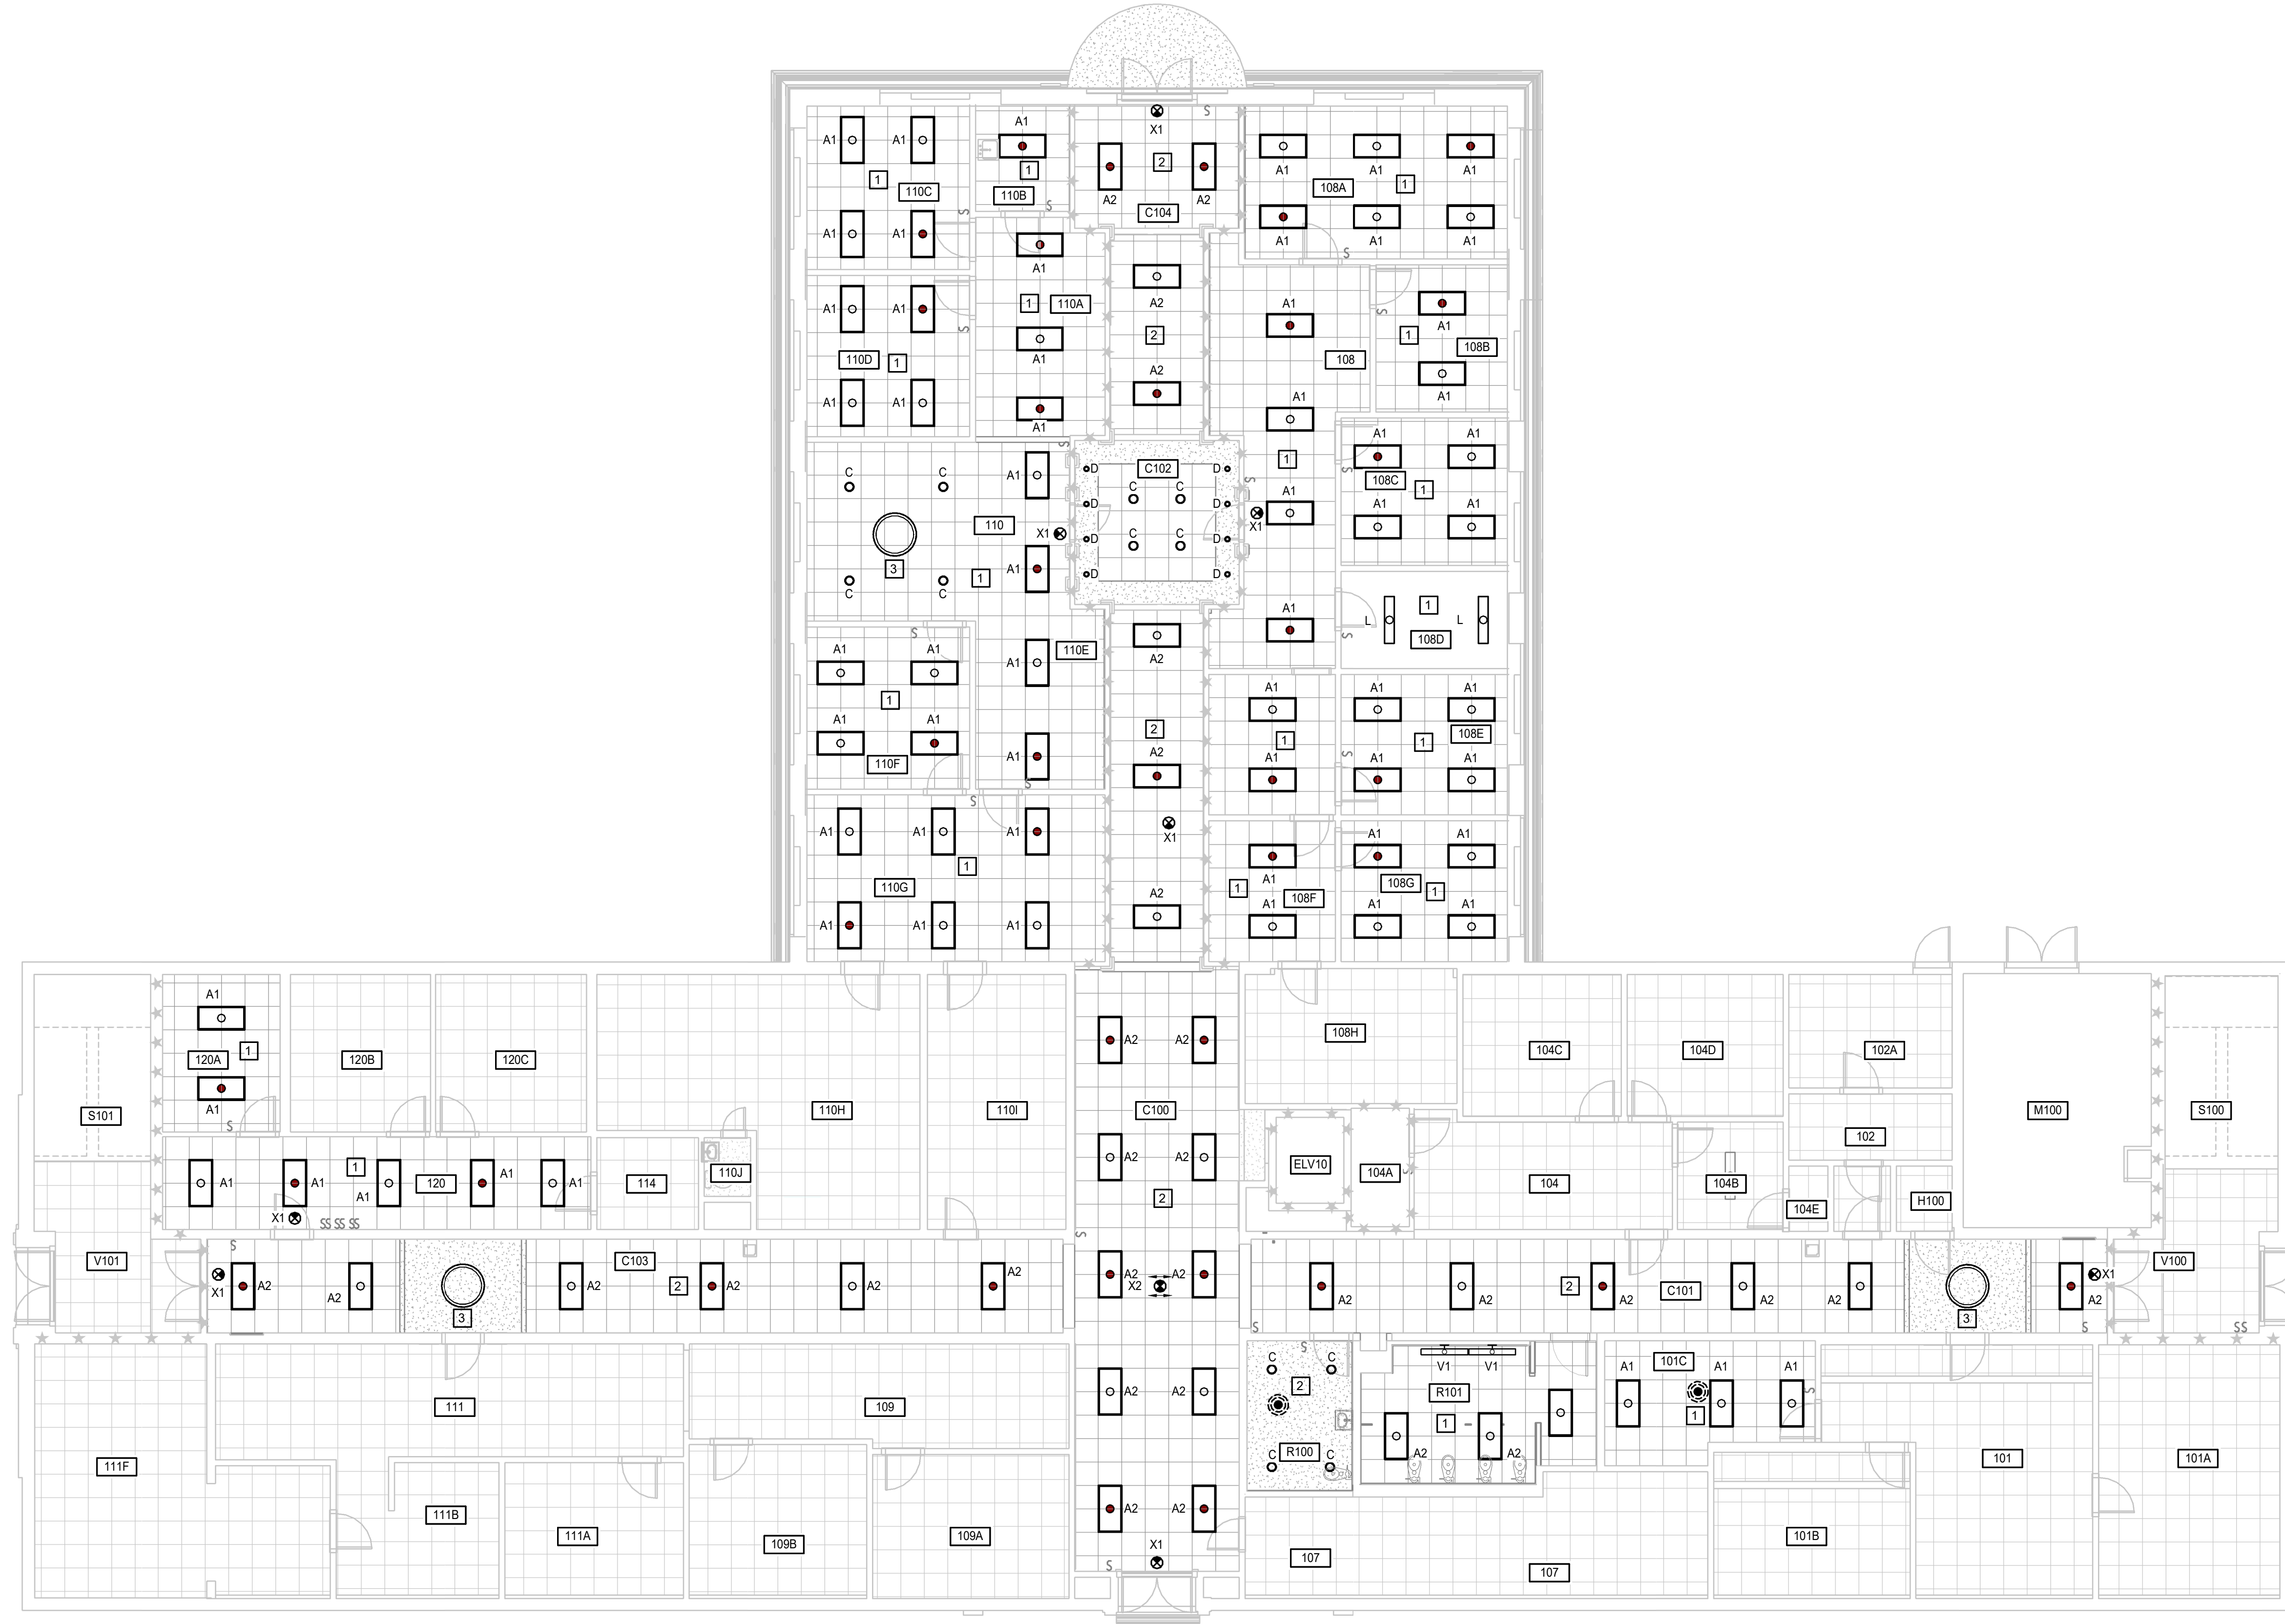 A1
X1
S
A1
A1
2
A1
A1
A1
1
1
110C
110B
A2
A2
108A
1
S
S
C104
A1
A1
A1
A1
A1
S
A1
1
110A
A2
A1
A1
A1
S
S
2
1
A1
108B
110D
1
A1
108
A2
A1
A1
A1
A1
A1
A1
A1
S
C
C
A1
D
C102
D
1
S
108C
1
C
C
S
D
D
A1
110
X1
X1
A1
A1
C
C
D
D
3
1
A1
D
D
C
C
1
A1
L
L
S
108D
S
A1
A1
110E
A2
A1
1
A1
A1
A1
2
108E
1
1
A1
A1
A2
A1
A1
S
110F
A1
S
S
A1
A1
A1
X1
A1
A1
1
110G
A1
108G
1
1
108F
A2
A1
A1
A1
A1
A1
A1
A1
108H
120A
1
120B
120C
A2
A2
104C
104D
102A
A1
S
S101
110H
110I
C100
M100
S100
102
A2
A2
ELV10
104A
S
1
A1
A1
A1
A1
A1
120
114
110J
104
104B
2
104E
H100
X1
SS SS SS
S
S
V101
C103
V100
X1
A2
A2
A2
2
A2
A2
A2
A2
A2
X2
2
C101
X1
A2
A2
A2
A2
A2
A2
3
3
S
S
SS
C
S
C
V1
V1
101C
A1
A1
A1
2
R101
A2
A2
S
1
1
111
109
R100
C
C
A2
A2
111F
101
101A
111B
A2
A2
111A
109B
109A
101B
X1
S
107
107